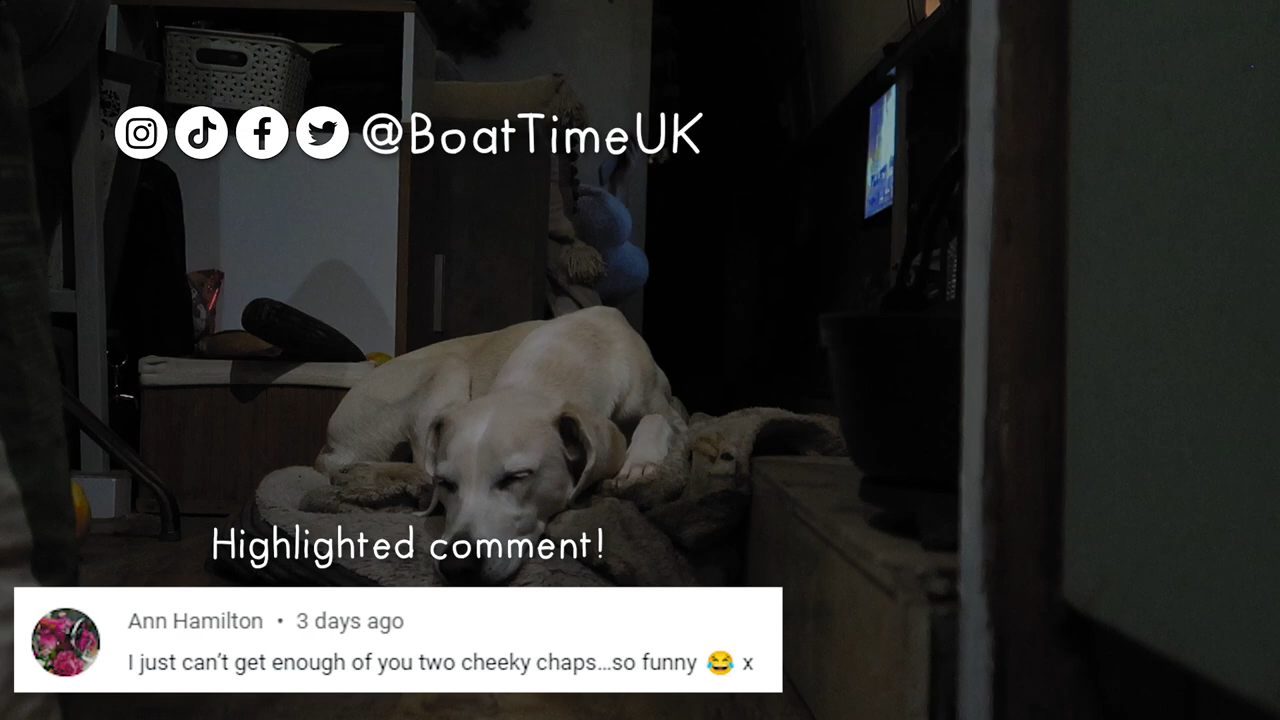 @BoatTimeUK
Highlighted comment!
Ann Hamilton • 3 days ago
I just can't get enough of you two cheeky chaps...so funny 😂 x